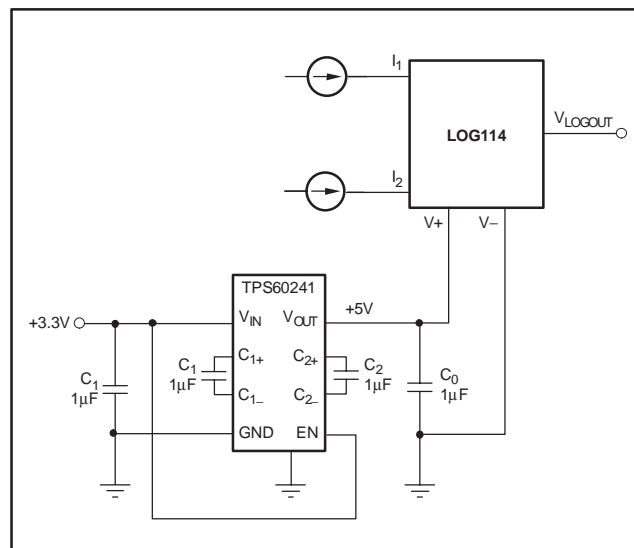 I1
LOG114
VLOGOUT
I2
V+ V–
TPS60241
+5V
+3.3V
VIN VOUT
C1 1µF
C1 1µF
C1+ C2+
C1– C2–
C2 1µF
C0 1µF
GND EN